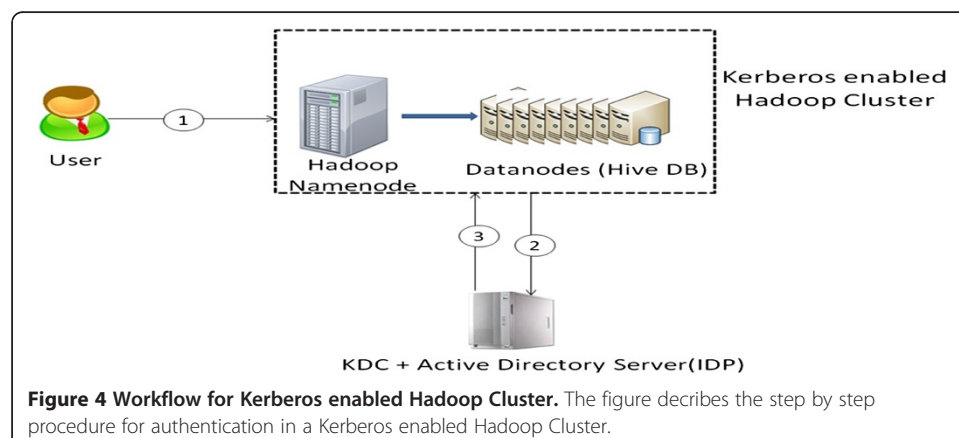 Kerberos enabled
Hadoop Cluster
1
User
Hadoop
Namenode
Datanodes (Hive DB)
3
2
KDC + Active Directory Server(IDP)
Figure 4 Workflow for Kerberos enabled Hadoop Cluster. The figure decribes the step by step
procedure for authentication in a Kerberos enabled Hadoop Cluster.